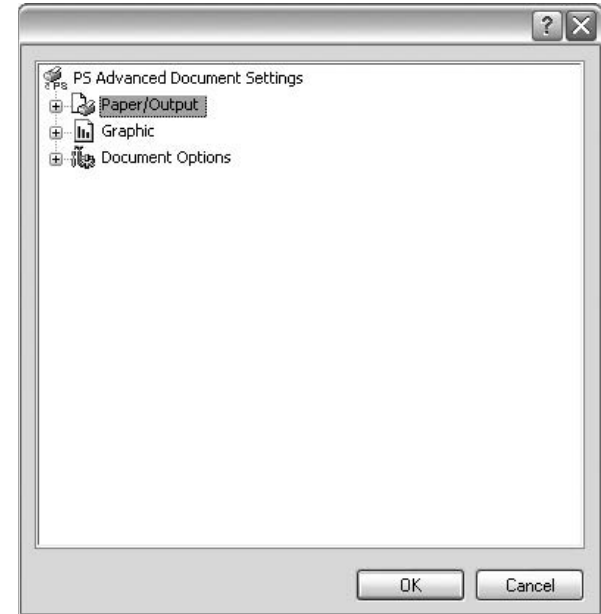 ?
PS Advanced Document Settings
Paper/Output
Graphic
Document Options
OK
Cancel